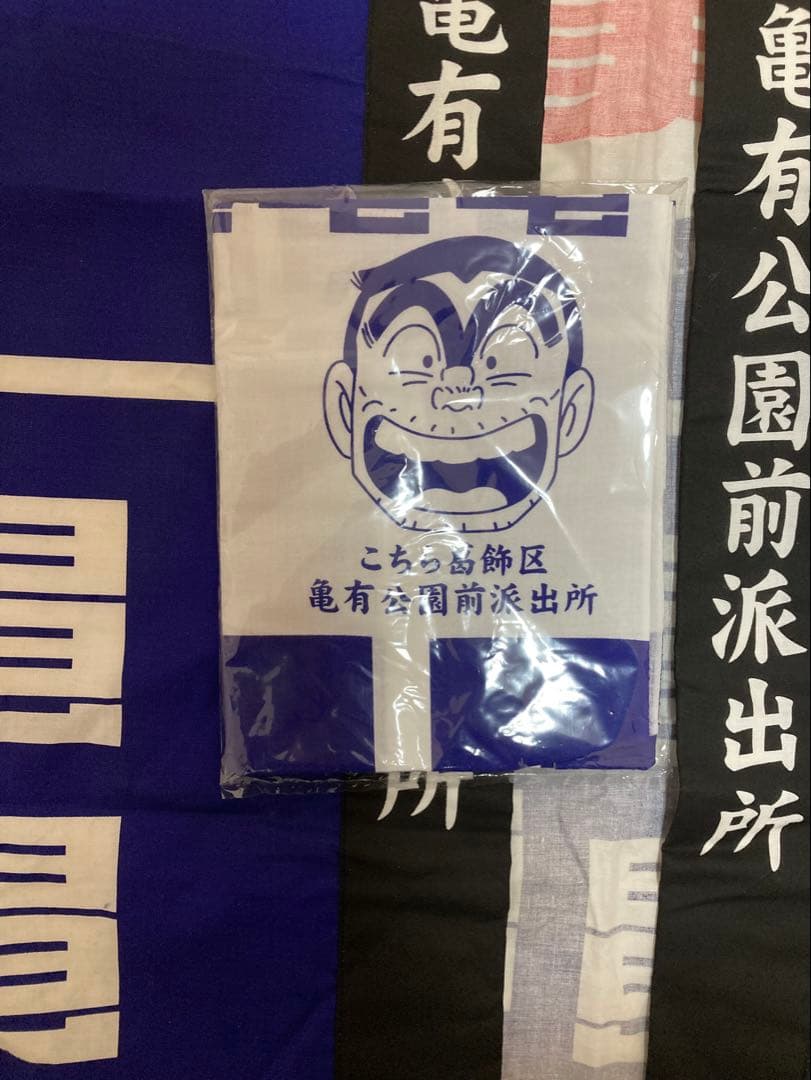 こちら葛飾区
亀有公園前派出所
亀有
所
亀有公園前派出所